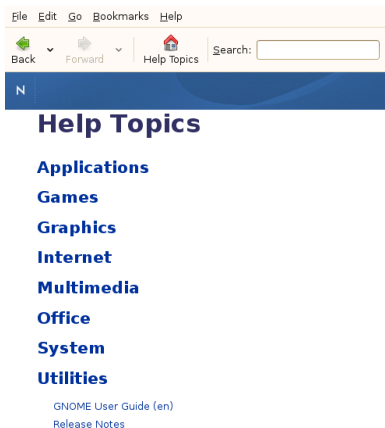 File Edit Go Bookmarks Help
Back Forward Help Topics Search:
N
Help Topics
Applications
Games
Graphics
Internet
Multimedia
Office
System
Utilities
GNOME User Guide (en)
Release Notes